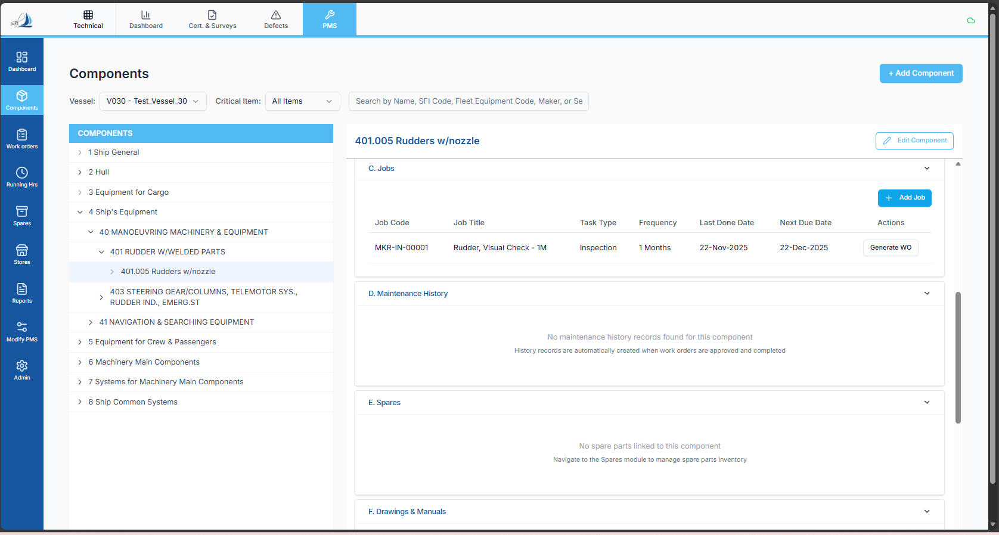 Technical
Dashboard
Cert. & Surveys
Defects
PMS
Dashboard
Components
Work orders
Running Hrs
Spares
Stores
Reports
Modify PMS
Admin
Components
+ Add Component
Vessel:
V030 - Test_Vessel_30
Critical Item:
All Items
Search by Name, SFI Code, Fleet Equipment Code, Maker, or Se
COMPONENTS
1 Ship General
2 Hull
3 Equipment for Cargo
4 Ship's Equipment
40 MANOEUVRING MACHINERY & EQUIPMENT
401 RUDDER W/WELDED PARTS
401.005 Rudders w/nozzle
403 STEERING GEAR/COLUMNS, TELEMOTOR SYS.,
RUDDER IND., EMERG.ST
41 NAVIGATION & SEARCHING EQUIPMENT
5 Equipment for Crew & Passengers
6 Machinery Main Components
7 Systems for Machinery Main Components
8 Ship Common Systems
401.005 Rudders w/nozzle
Edit Component
C. Jobs
+ Add Job
Job Code Job Title Task Type Frequency Last Done Date Next Due Date Actions
MKR-IN-00001 Rudder, Visual Check - 1M Inspection 1 Months 22-Nov-2025 22-Dec-2025 Generate WO
D. Maintenance History
No maintenance history records found for this component
History records are automatically created when work orders are approved and completed
E. Spares
No spare parts linked to this component
Navigate to the Spares module to manage spare parts inventory
F. Drawings & Manuals